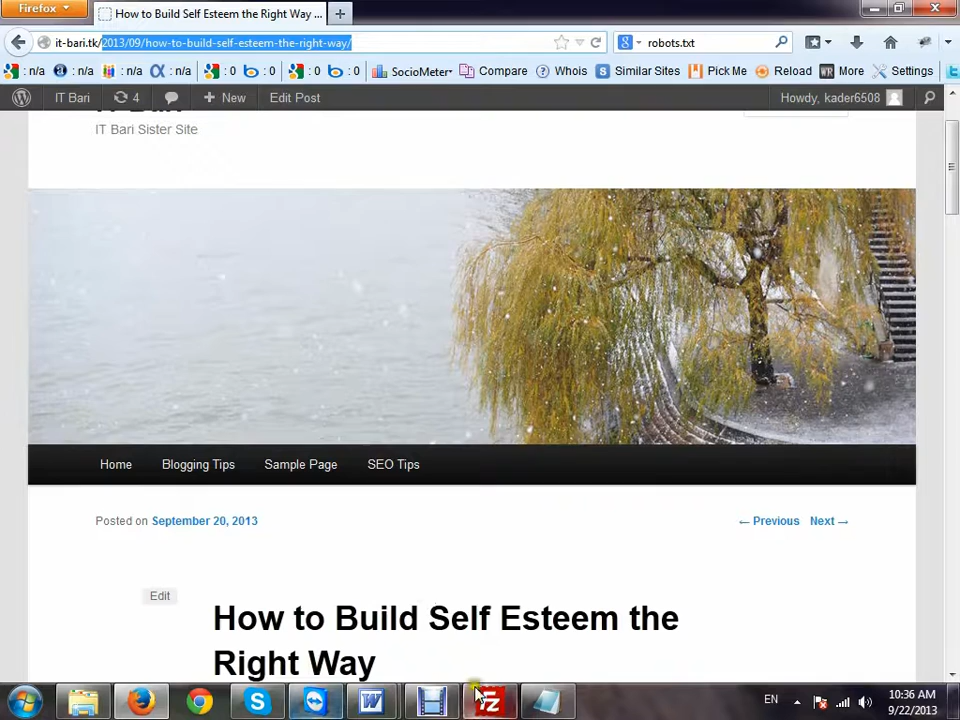 Firefox
How to Build Self Esteem the Right Way ...
it-bari.tk/2013/09/how-to-build-self-esteem-the-right-way/
robots.txt
: n/a : n/a : n/a : n/a : 0 : 0 : 0 : 0 SocioMeter Compare Whois Similar Sites Pick Me Reload More Settings
IT Bari 4 New Edit Post Howdy, kader6508
IT Bari Sister Site
Home Blogging Tips Sample Page SEO Tips
Posted on September 20, 2013 ← Previous Next →
Edit
How to Build Self Esteem the
Right Way
EN
10:36 AM
9/22/2013